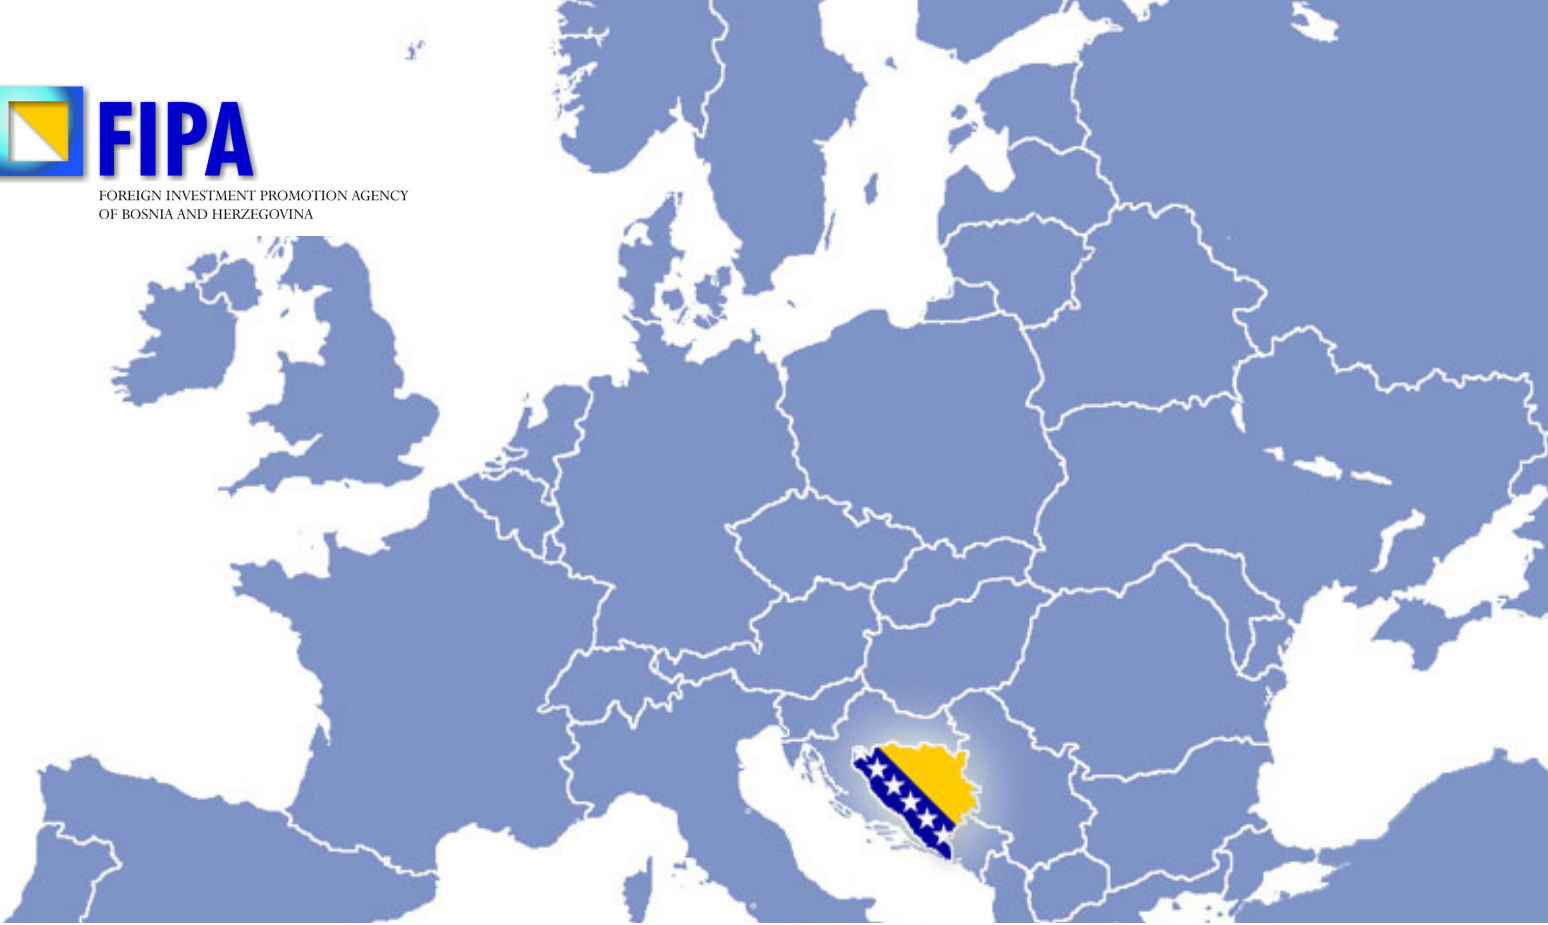 FIPA
FOREIGN INVESTMENT PROMOTION AGENCY
OF BOSNIA AND HERZEGOVINA